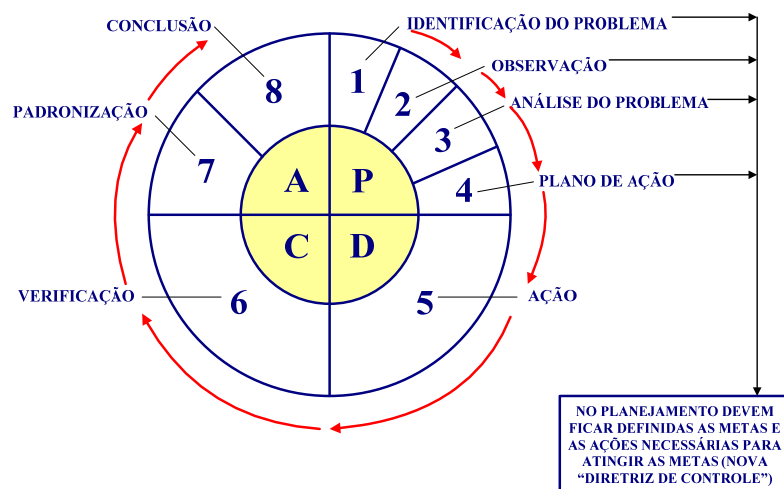 CONCLUSÃO
IDENTIFICAÇÃO DO PROBLEMA
OBSERVAÇÃO
ANÁLISE DO PROBLEMA
PADRONIZAÇÃO
PLANO DE AÇÃO
VERIFICAÇÃO
AÇÃO
1
2
3
4
5
6
7
8
A
P
C
D
NO PLANEJAMENTO DEVEM
FICAR DEFINIDAS AS METAS E
AS AÇÕES NECESSÁRIAS PARA
ATINGIR AS METAS (NOVA
“DIRETRIZ DE CONTROLE”)